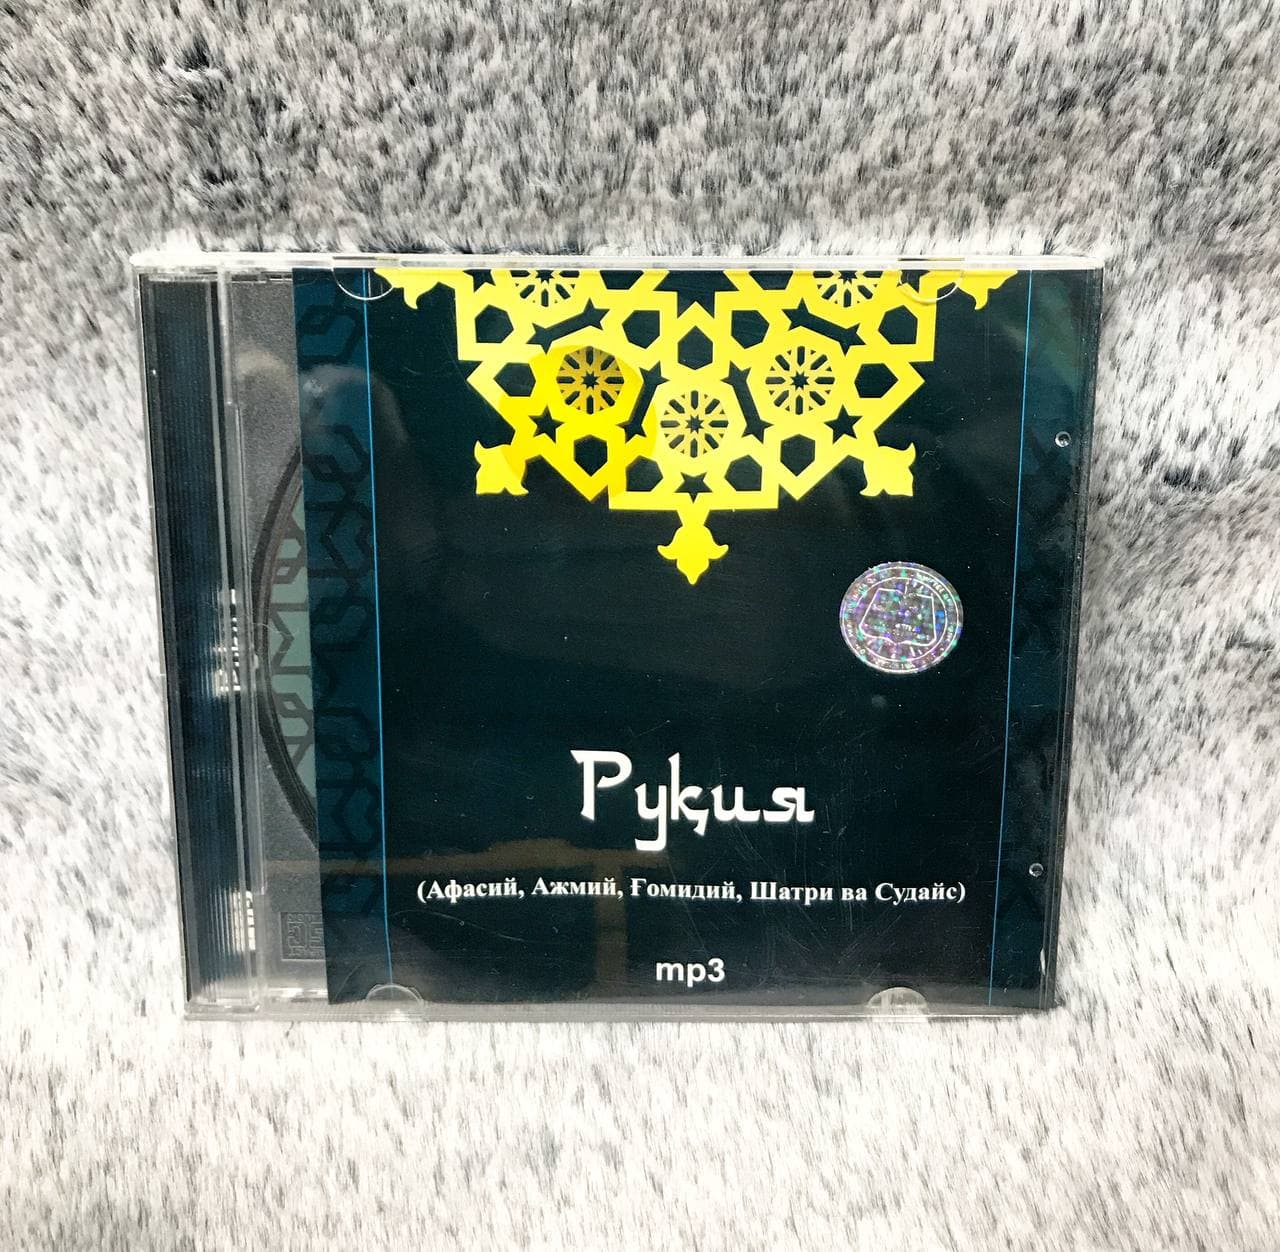 Руқия
(Афасий, Ажмий, Ғомидий, Шатри ва Судайс)
mp3